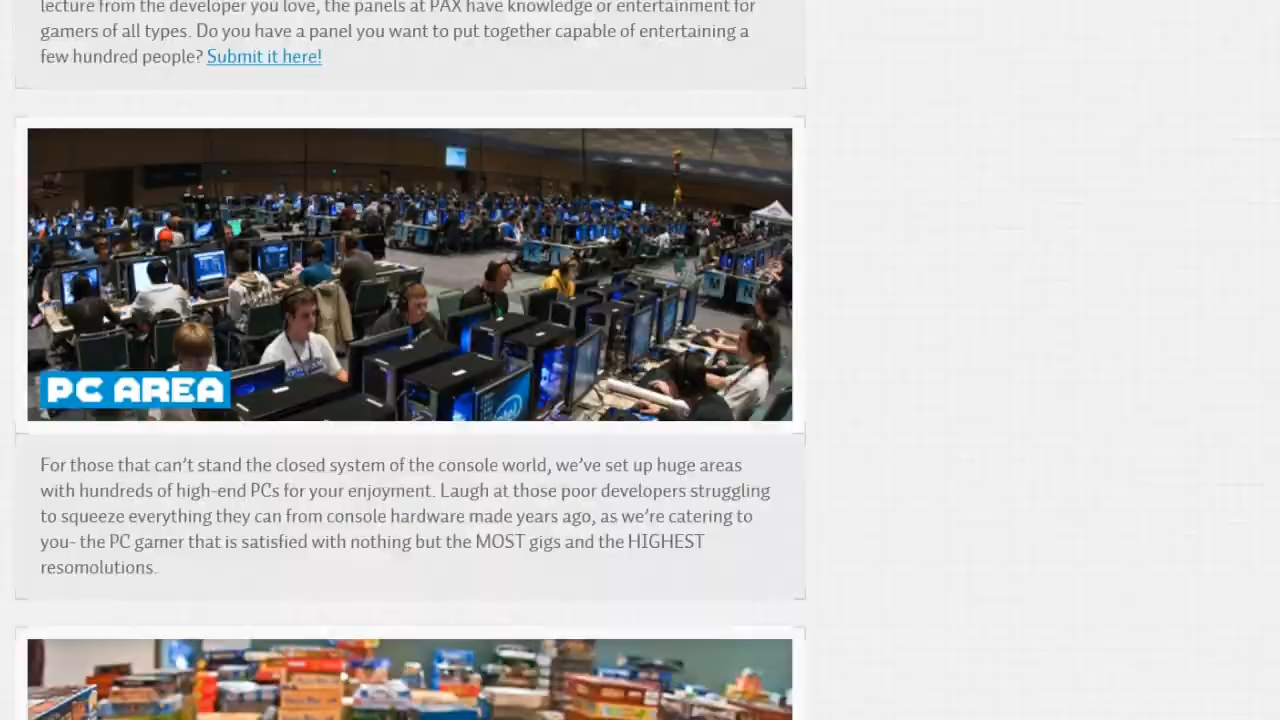 lecture from the developer you love, the panels at PAX have knowledge or entertainment for
gamers of all types. Do you have a panel you want to put together capable of entertaining a
few hundred people? Submit it here!
PC AREA
For those that can't stand the closed system of the console world, we've set up huge areas
with hundreds of high-end PCs for your enjoyment. Laugh at those poor developers struggling
to squeeze everything they can from console hardware made years ago, as we're catering to
you- the PC gamer that is satisfied with nothing but the MOST gigs and the HIGHEST
resomolutions.